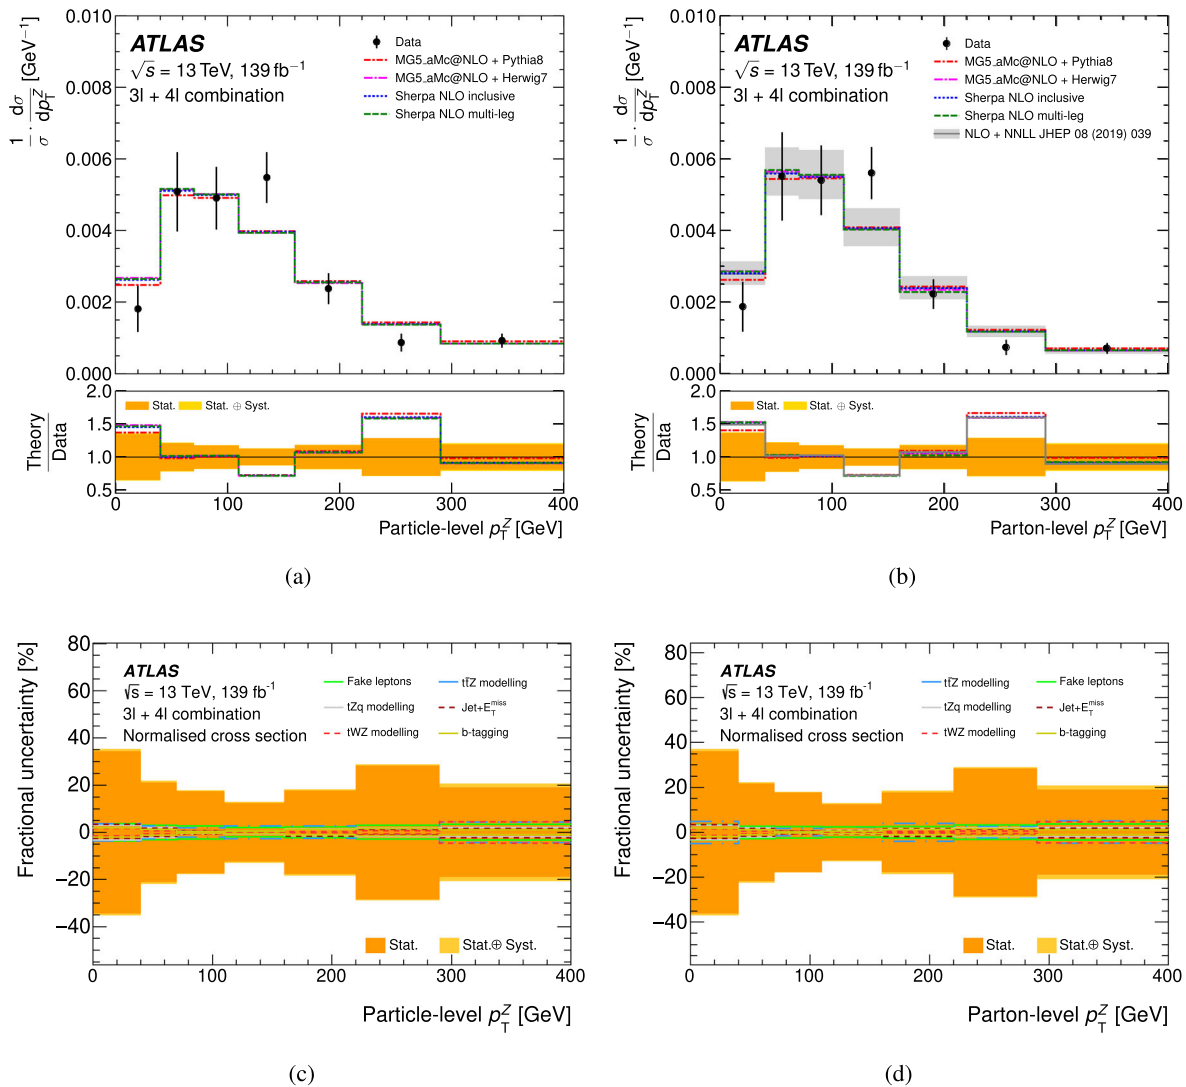 0.010
0.008
0.006
0.004
0.002
0.000
1/σ · dσ/dp_T^Z [GeV⁻¹]
ATLAS
√s = 13 TeV, 139 fb⁻¹
3l + 4l combination
Data
MG5_aMc@NLO + Pythia8
MG5_aMc@NLO + Herwig7
Sherpa NLO inclusive
Sherpa NLO multi-leg
2.0
1.5
1.0
0.5
Theory
Data
Stat. Stat. ⊕ Syst.
0 100 200 300 400
Particle-level p_T^Z [GeV]
(a)
0.010
0.008
0.006
0.004
0.002
0.000
1/σ · dσ/dp_T^Z [GeV⁻¹]
ATLAS
√s = 13 TeV, 139 fb⁻¹
3l + 4l combination
Data
MG5_aMc@NLO + Pythia8
MG5_aMc@NLO + Herwig7
Sherpa NLO inclusive
Sherpa NLO multi-leg
NLO + NNLL JHEP 08 (2019) 039
2.0
1.5
1.0
0.5
Theory
Data
Stat. Stat. ⊕ Syst.
0 100 200 300 400
Parton-level p_T^Z [GeV]
(b)
80
60
40
20
0
−20
−40
Fractional uncertainty [%]
ATLAS
√s = 13 TeV, 139 fb⁻¹
3l + 4l combination
Normalised cross section
Fake leptons tt̄Z modelling
tZq modelling Jet+E_T^miss
tWZ modelling b-tagging
Stat. Stat.⊕ Syst.
0 100 200 300 400
Particle-level p_T^Z [GeV]
(c)
80
60
40
20
0
−20
−40
Fractional uncertainty [%]
ATLAS
√s = 13 TeV, 139 fb⁻¹
3l + 4l combination
Normalised cross section
tt̄Z modelling Fake leptons
tZq modelling Jet+E_T^miss
tWZ modelling b-tagging
Stat. Stat.⊕ Syst.
0 100 200 300 400
Parton-level p_T^Z [GeV]
(d)